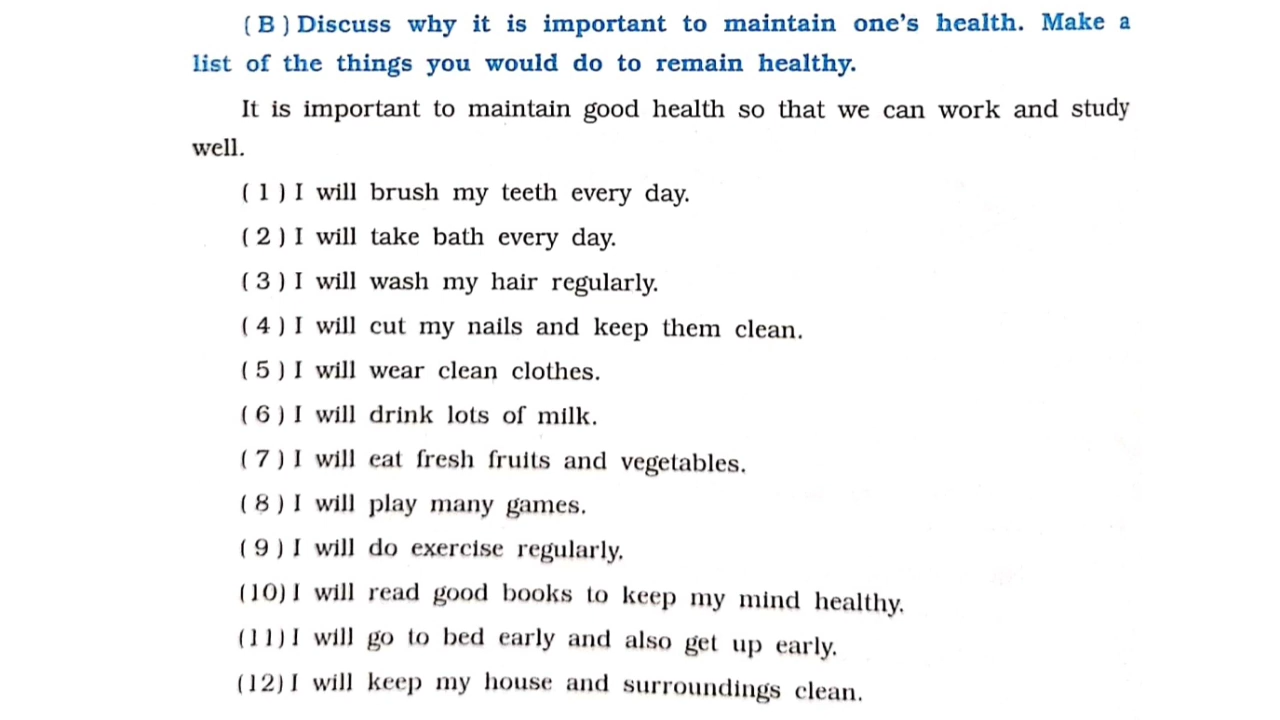 ( B ) Discuss why it is important to maintain one's health. Make a
list of the things you would do to remain healthy.
It is important to maintain good health so that we can work and study
well.
( 1 ) I will brush my teeth every day.
( 2 ) I will take bath every day.
( 3 ) I will wash my hair regularly.
( 4 ) I will cut my nails and keep them clean.
( 5 ) I will wear clean clothes.
( 6 ) I will drink lots of milk.
( 7 ) I will eat fresh fruits and vegetables.
( 8 ) I will play many games.
( 9 ) I will do exercise regularly.
(10) I will read good books to keep my mind healthy.
(11) I will go to bed early and also get up early.
(12) I will keep my house and surroundings clean.